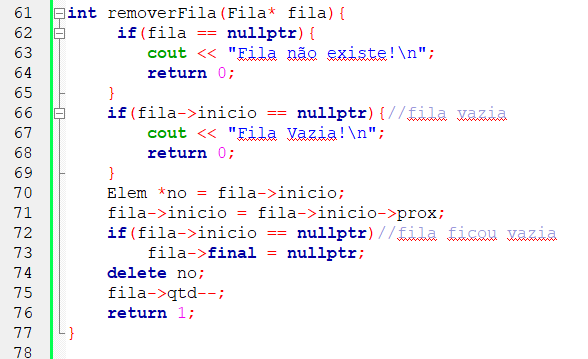 61 int removerFila(Fila* fila){
62 if(fila == nullptr){
63 cout << "Fila não existe!\n";
64 return 0;
65 }
66 if(fila->inicio == nullptr){//fila vazia
67 cout << "Fila Vazia!\n";
68 return 0;
69 }
70 Elem *no = fila->inicio;
71 fila->inicio = fila->inicio->prox;
72 if(fila->inicio == nullptr)//fila ficou vazia
73 fila->final = nullptr;
74 delete no;
75 fila->qtd--;
76 return 1;
77 }
78